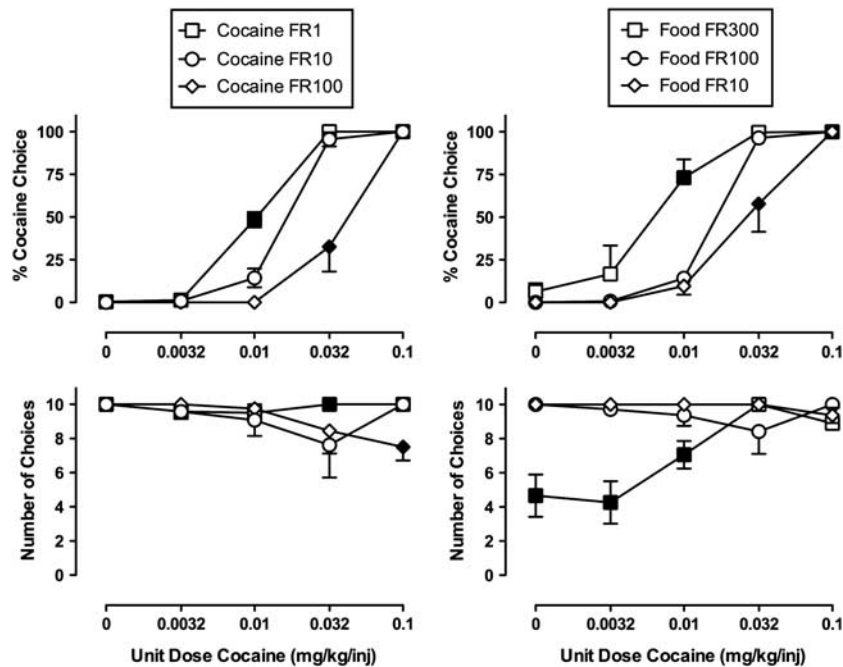 Cocaine FR1
Cocaine FR10
Cocaine FR100
Food FR300
Food FR100
Food FR10
% Cocaine Choice
100
75
50
25
0
0 0.0032 0.01 0.032 0.1
% Cocaine Choice
100
75
50
25
0
0 0.0032 0.01 0.032 0.1
Number of Choices
10
8
6
4
2
0
0 0.0032 0.01 0.032 0.1
Unit Dose Cocaine (mg/kg/inj)
Number of Choices
10
8
6
4
2
0
0 0.0032 0.01 0.032 0.1
Unit Dose Cocaine (mg/kg/inj)